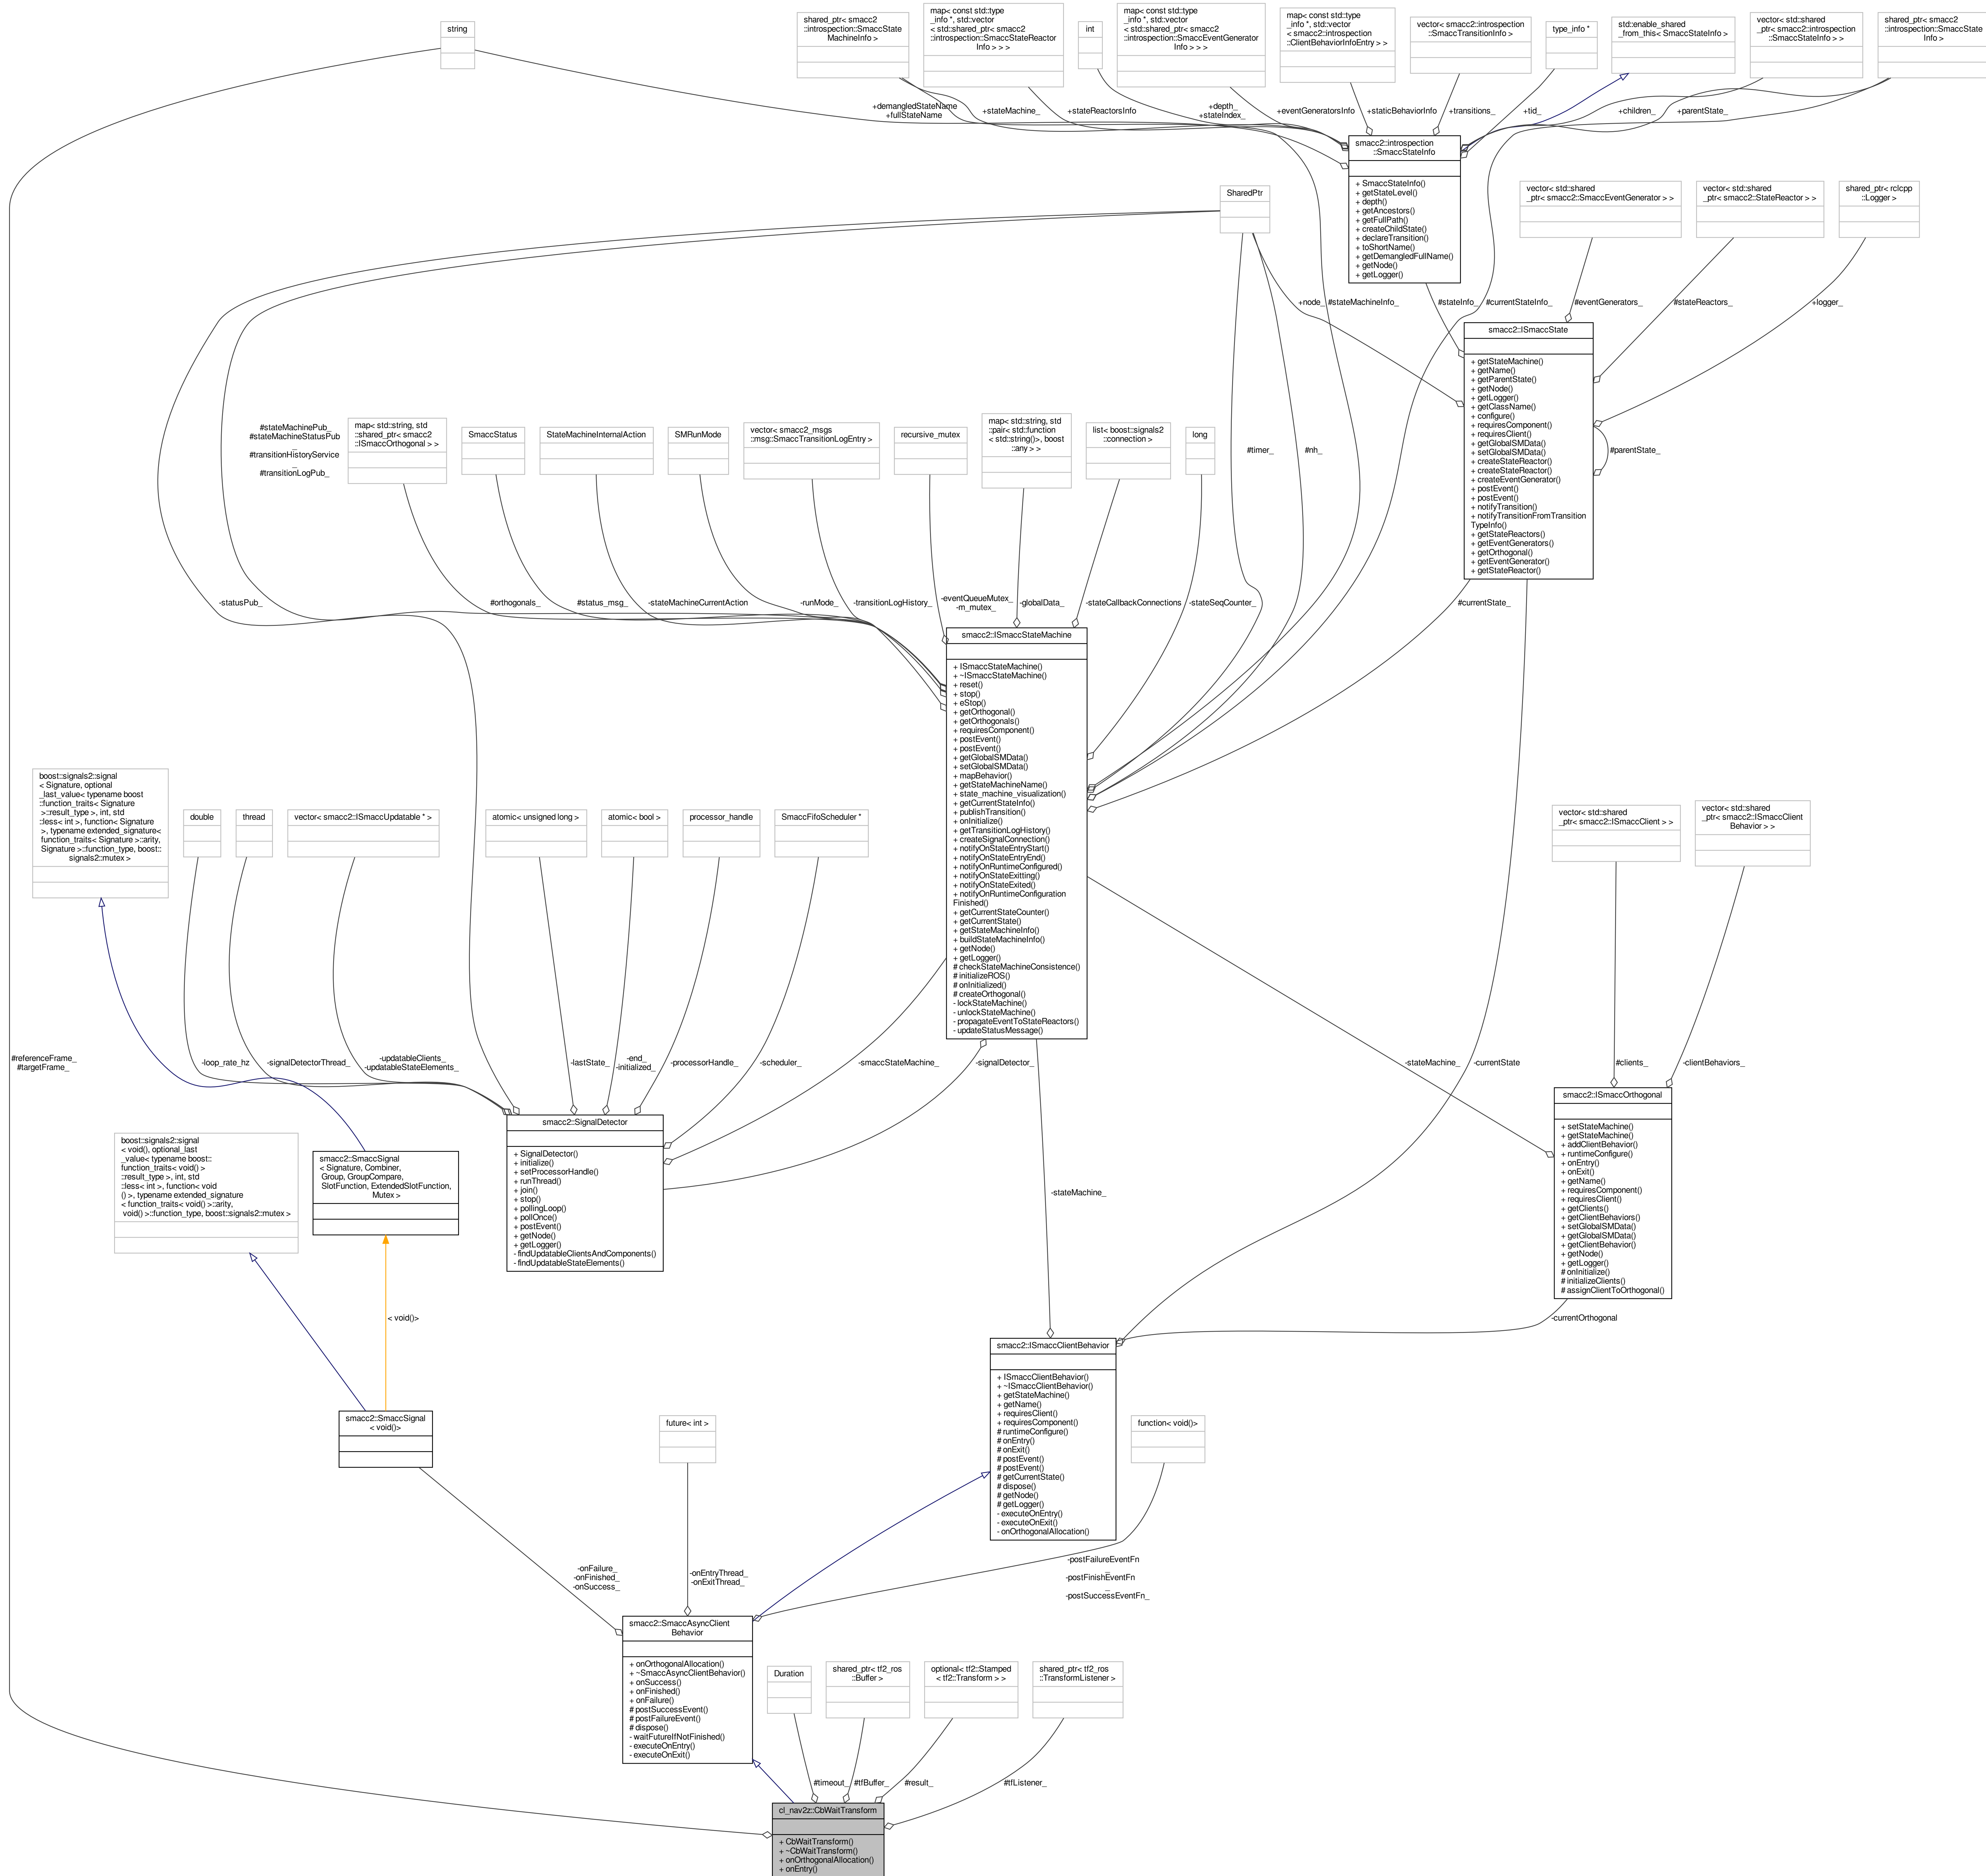 string
shared_ptr< smacc2
::introspection::SmaccState
MachineInfo >
map< const std::type
_info *, std::vector
< std::shared_ptr< smacc2
::introspection::SmaccStateReactor
Info > > >
int
map< const std::type
_info *, std::vector
< std::shared_ptr< smacc2
::introspection::SmaccEventGenerator
Info > > >
map< const std::type
_info *, std::vector
< smacc2::introspection
::ClientBehaviorInfoEntry > >
vector< smacc2::introspection
::SmaccTransitionInfo >
type_info *
std::enable_shared
_from_this< SmaccStateInfo >
vector< std::shared
_ptr< smacc2::introspection
::SmaccStateInfo > >
shared_ptr< smacc2
::introspection::SmaccState
Info >
+demangledStateName
+fullStateName
+stateMachine_
+stateReactorsInfo
+depth_
+stateIndex_
+eventGeneratorsInfo
+staticBehaviorInfo
+transitions_
+tid_
+children_
+parentState_
smacc2::introspection
::SmaccStateInfo
+ SmaccStateInfo()
+ getStateLevel()
+ depth()
+ getAncestors()
+ getFullPath()
+ createChildState()
+ declareTransition()
+ toShortName()
+ getDemangledFullName()
+ getNode()
+ getLogger()
SharedPtr
vector< std::shared
_ptr< smacc2::SmaccEventGenerator > >
vector< std::shared
_ptr< smacc2::StateReactor > >
shared_ptr< rclcpp
::Logger >
+node_
#stateMachineInfo_
#stateInfo_
#currentStateInfo_
#eventGenerators_
#stateReactors_
+logger_
smacc2::ISmaccState
+ getStateMachine()
+ getName()
+ getParentState()
+ getNode()
+ getLogger()
+ getClassName()
+ configure()
+ requiresComponent()
+ requiresClient()
+ getGlobalSMData()
+ setGlobalSMData()
+ createStateReactor()
+ createStateReactor()
+ createEventGenerator()
+ postEvent()
+ postEvent()
+ notifyTransition()
+ notifyTransitionFromTransition
TypeInfo()
+ getStateReactors()
+ getEventGenerators()
+ getOrthogonal()
+ getEventGenerator()
+ getStateReactor()
#parentState_
#stateMachinePub_
#stateMachineStatusPub
_
#transitionHistoryService
_
#transitionLogPub_
map< std::string, std
::shared_ptr< smacc2
::ISmaccOrthogonal > >
SmaccStatus
StateMachineInternalAction
SMRunMode
vector< smacc2_msgs
::msg::SmaccTransitionLogEntry >
recursive_mutex
map< std::string, std
::pair< std::function
< std::string()>, boost
::any > >
list< boost::signals2
::connection >
long
#timer_
#nh_
-statusPub_
#orthogonals_
#status_msg_
-stateMachineCurrentAction
-runMode_
-transitionLogHistory_
-eventQueueMutex_
-m_mutex_
-globalData_
-stateCallbackConnections
-stateSeqCounter_
#currentState_
smacc2::ISmaccStateMachine
+ ISmaccStateMachine()
+ ~ISmaccStateMachine()
+ reset()
+ stop()
+ eStop()
+ getOrthogonal()
+ getOrthogonals()
+ requiresComponent()
+ postEvent()
+ postEvent()
+ getGlobalSMData()
+ setGlobalSMData()
+ mapBehavior()
+ getStateMachineName()
+ state_machine_visualization()
+ getCurrentStateInfo()
+ publishTransition()
+ onInitialize()
+ getTransitionLogHistory()
+ createSignalConnection()
+ notifyOnStateEntryStart()
+ notifyOnStateEntryEnd()
+ notifyOnRuntimeConfigured()
+ notifyOnStateExitting()
+ notifyOnStateExited()
+ notifyOnRuntimeConfiguration
Finished()
+ getCurrentStateCounter()
+ getCurrentState()
+ getStateMachineInfo()
+ buildStateMachineInfo()
+ getNode()
+ getLogger()
# checkStateMachineConsistence()
# initializeROS()
# onInitialized()
# createOrthogonal()
- lockStateMachine()
- unlockStateMachine()
- propagateEventToStateReactors()
- updateStatusMessage()
boost::signals2::signal
< Signature, optional
_last_value< typename boost
::function_traits< Signature
>::result_type >, int, std
::less< int >, function< Signature
>, typename extended_signature<
function_traits< Signature >::arity,
Signature >::function_type, boost::
signals2::mutex >
double
thread
vector< smacc2::ISmaccUpdatable * >
atomic< unsigned long >
atomic< bool >
processor_handle
SmaccFifoScheduler *
vector< std::shared
_ptr< smacc2::ISmaccClient > >
vector< std::shared
_ptr< smacc2::ISmaccClient
Behavior > >
#referenceFrame_
#targetFrame_
-loop_rate_hz
-signalDetectorThread_
-updatableClients_
-updatableStateElements_
-lastState_
-end_
-initialized_
-processorHandle_
-scheduler_
-smaccStateMachine_
-signalDetector_
-stateMachine_
-currentState
#clients_
-clientBehaviors_
smacc2::SignalDetector
+ SignalDetector()
+ initialize()
+ setProcessorHandle()
+ runThread()
+ join()
+ stop()
+ pollingLoop()
+ pollOnce()
+ postEvent()
+ getNode()
+ getLogger()
- findUpdatableClientsAndComponents()
- findUpdatableStateElements()
smacc2::ISmaccOrthogonal
+ setStateMachine()
+ getStateMachine()
+ addClientBehavior()
+ runtimeConfigure()
+ onEntry()
+ onExit()
+ getName()
+ requiresComponent()
+ requiresClient()
+ getClients()
+ getClientBehaviors()
+ setGlobalSMData()
+ getGlobalSMData()
+ getClientBehavior()
+ getNode()
+ getLogger()
# onInitialize()
# initializeClients()
# assignClientToOrthogonal()
boost::signals2::signal
< void(), optional_last
_value< typename boost::
function_traits< void() >
::result_type >, int, std
::less< int >, function< void
() >, typename extended_signature
< function_traits< void() >::arity,
void() >::function_type, boost::signals2::mutex >
smacc2::SmaccSignal
< Signature, Combiner,
Group, GroupCompare,
SlotFunction, ExtendedSlotFunction,
Mutex >
-stateMachine_
< void()>
-currentOrthogonal
smacc2::ISmaccClientBehavior
+ ISmaccClientBehavior()
+ ~ISmaccClientBehavior()
+ getStateMachine()
+ getName()
+ requiresClient()
+ requiresComponent()
# runtimeConfigure()
# onEntry()
# onExit()
# postEvent()
# postEvent()
# getCurrentState()
# dispose()
# getNode()
# getLogger()
- executeOnEntry()
- executeOnExit()
- onOrthogonalAllocation()
smacc2::SmaccSignal
< void()>
future< int >
function< void()>
-onFailure_
-onFinished_
-onSuccess_
-onEntryThread_
-onExitThread_
-postFailureEventFn
_
-postFinishEventFn
_
-postSuccessEventFn_
smacc2::SmaccAsyncClient
Behavior
+ onOrthogonalAllocation()
+ ~SmaccAsyncClientBehavior()
+ onSuccess()
+ onFinished()
+ onFailure()
# postSuccessEvent()
# postFailureEvent()
# dispose()
- waitFutureIfNotFinished()
- executeOnEntry()
- executeOnExit()
Duration
shared_ptr< tf2_ros
::Buffer >
optional< tf2::Stamped
< tf2::Transform > >
shared_ptr< tf2_ros
::TransformListener >
#timeout_
#tfBuffer_
#result_
#tfListener_
cl_nav2z::CbWaitTransform
+ CbWaitTransform()
+ ~CbWaitTransform()
+ onOrthogonalAllocation()
+ onEntry()